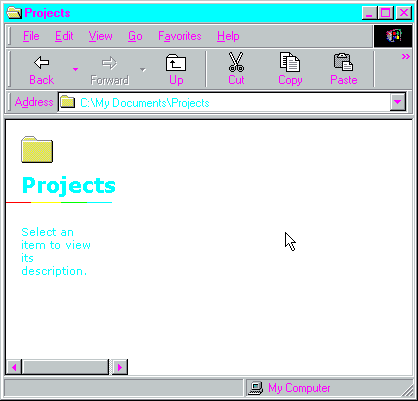 Projects
File Edit View Go Favorites Help
Back Forward Up Cut Copy Paste »
Address C:\My Documents\Projects
Projects
Select an
item to view
its
description.
My Computer